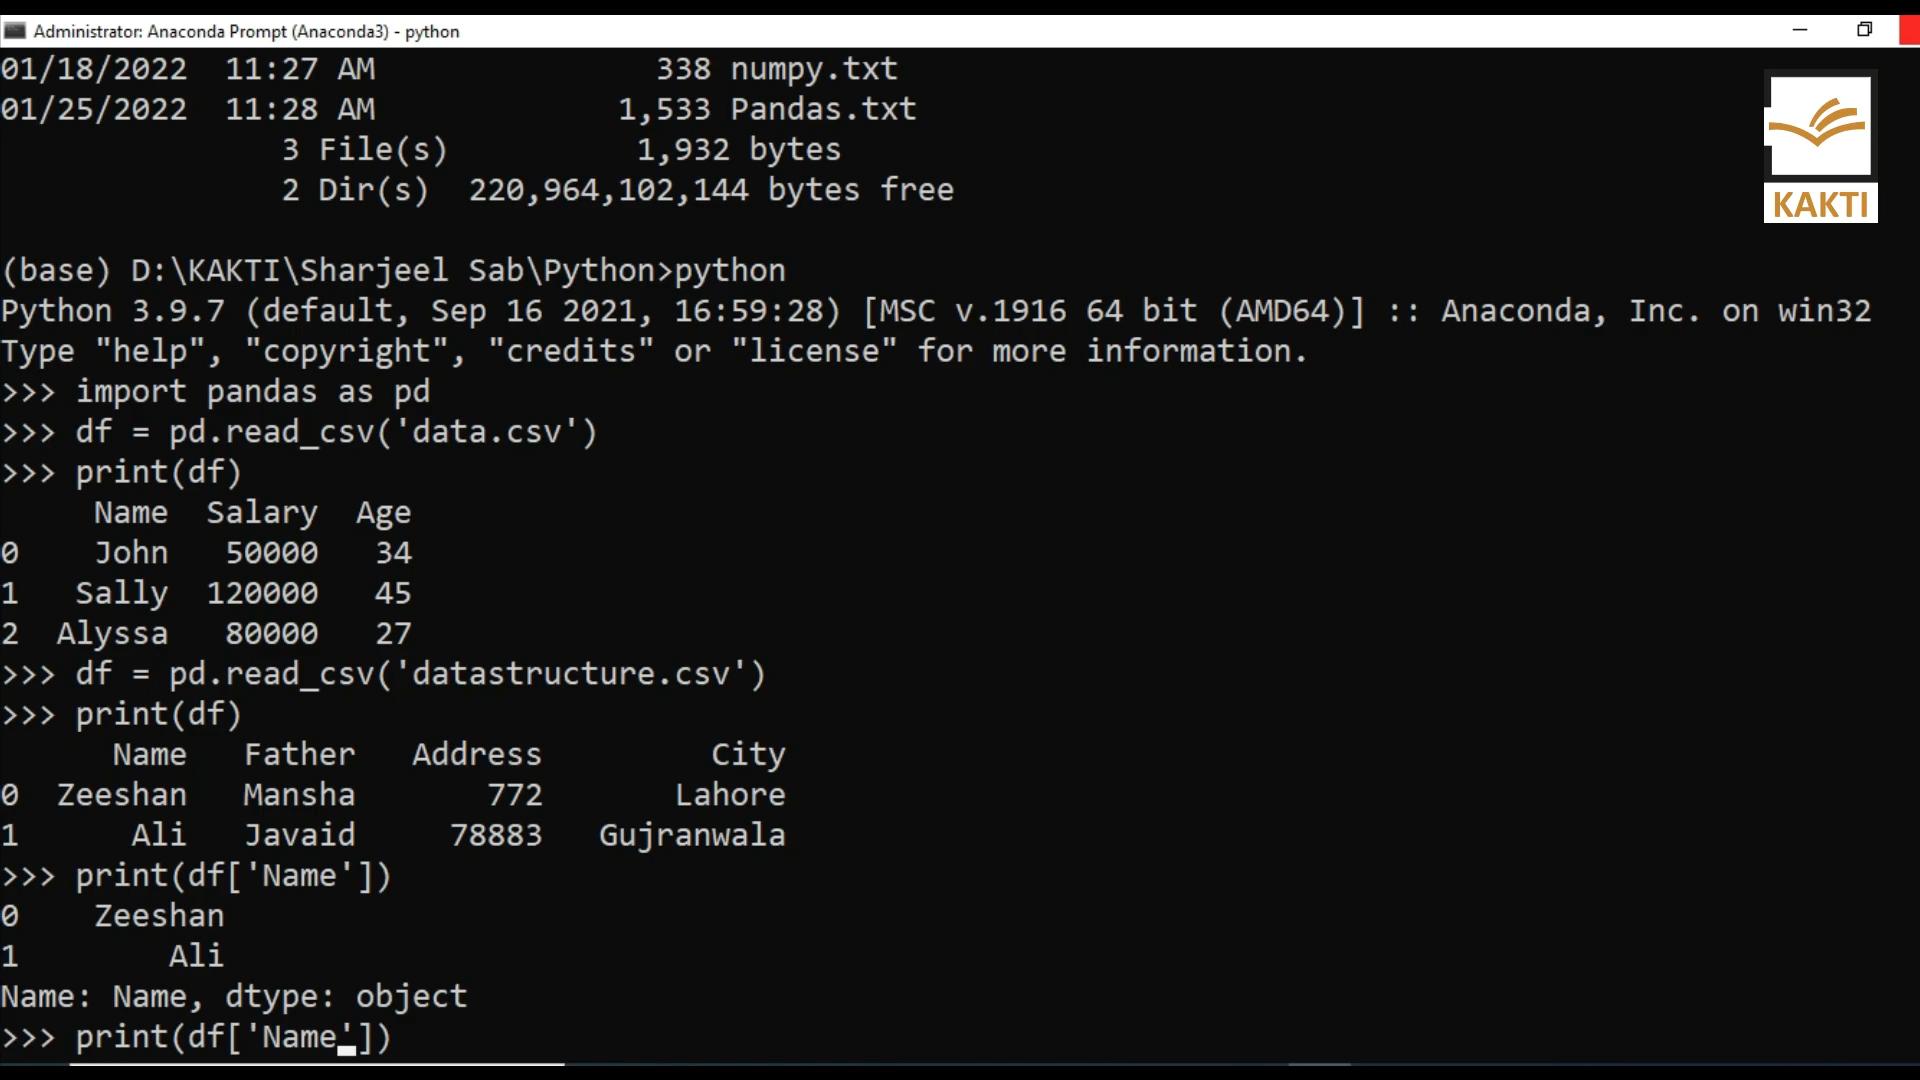 Administrator: Anaconda Prompt (Anaconda3) - python
01/18/2022  11:27 AM               338 numpy.txt
01/25/2022  11:28 AM             1,533 Pandas.txt
               3 File(s)          1,932 bytes
               2 Dir(s)  220,964,102,144 bytes free
KAKTI
(base) D:\KAKTI\Sharjeel Sab\Python>python
Python 3.9.7 (default, Sep 16 2021, 16:59:28) [MSC v.1916 64 bit (AMD64)] :: Anaconda, Inc. on win32
Type "help", "copyright", "credits" or "license" for more information.
>>> import pandas as pd
>>> df = pd.read_csv('data.csv')
>>> print(df)
     Name  Salary  Age
0    John   50000   34
1   Sally  120000   45
2  Alyssa   80000   27
>>> df = pd.read_csv('datastructure.csv')
>>> print(df)
      Name   Father   Address         City
0  Zeeshan   Mansha       772       Lahore
1      Ali   Javaid     78883   Gujranwala
>>> print(df['Name'])
0    Zeeshan
1        Ali
Name: Name, dtype: object
>>> print(df['Name'])